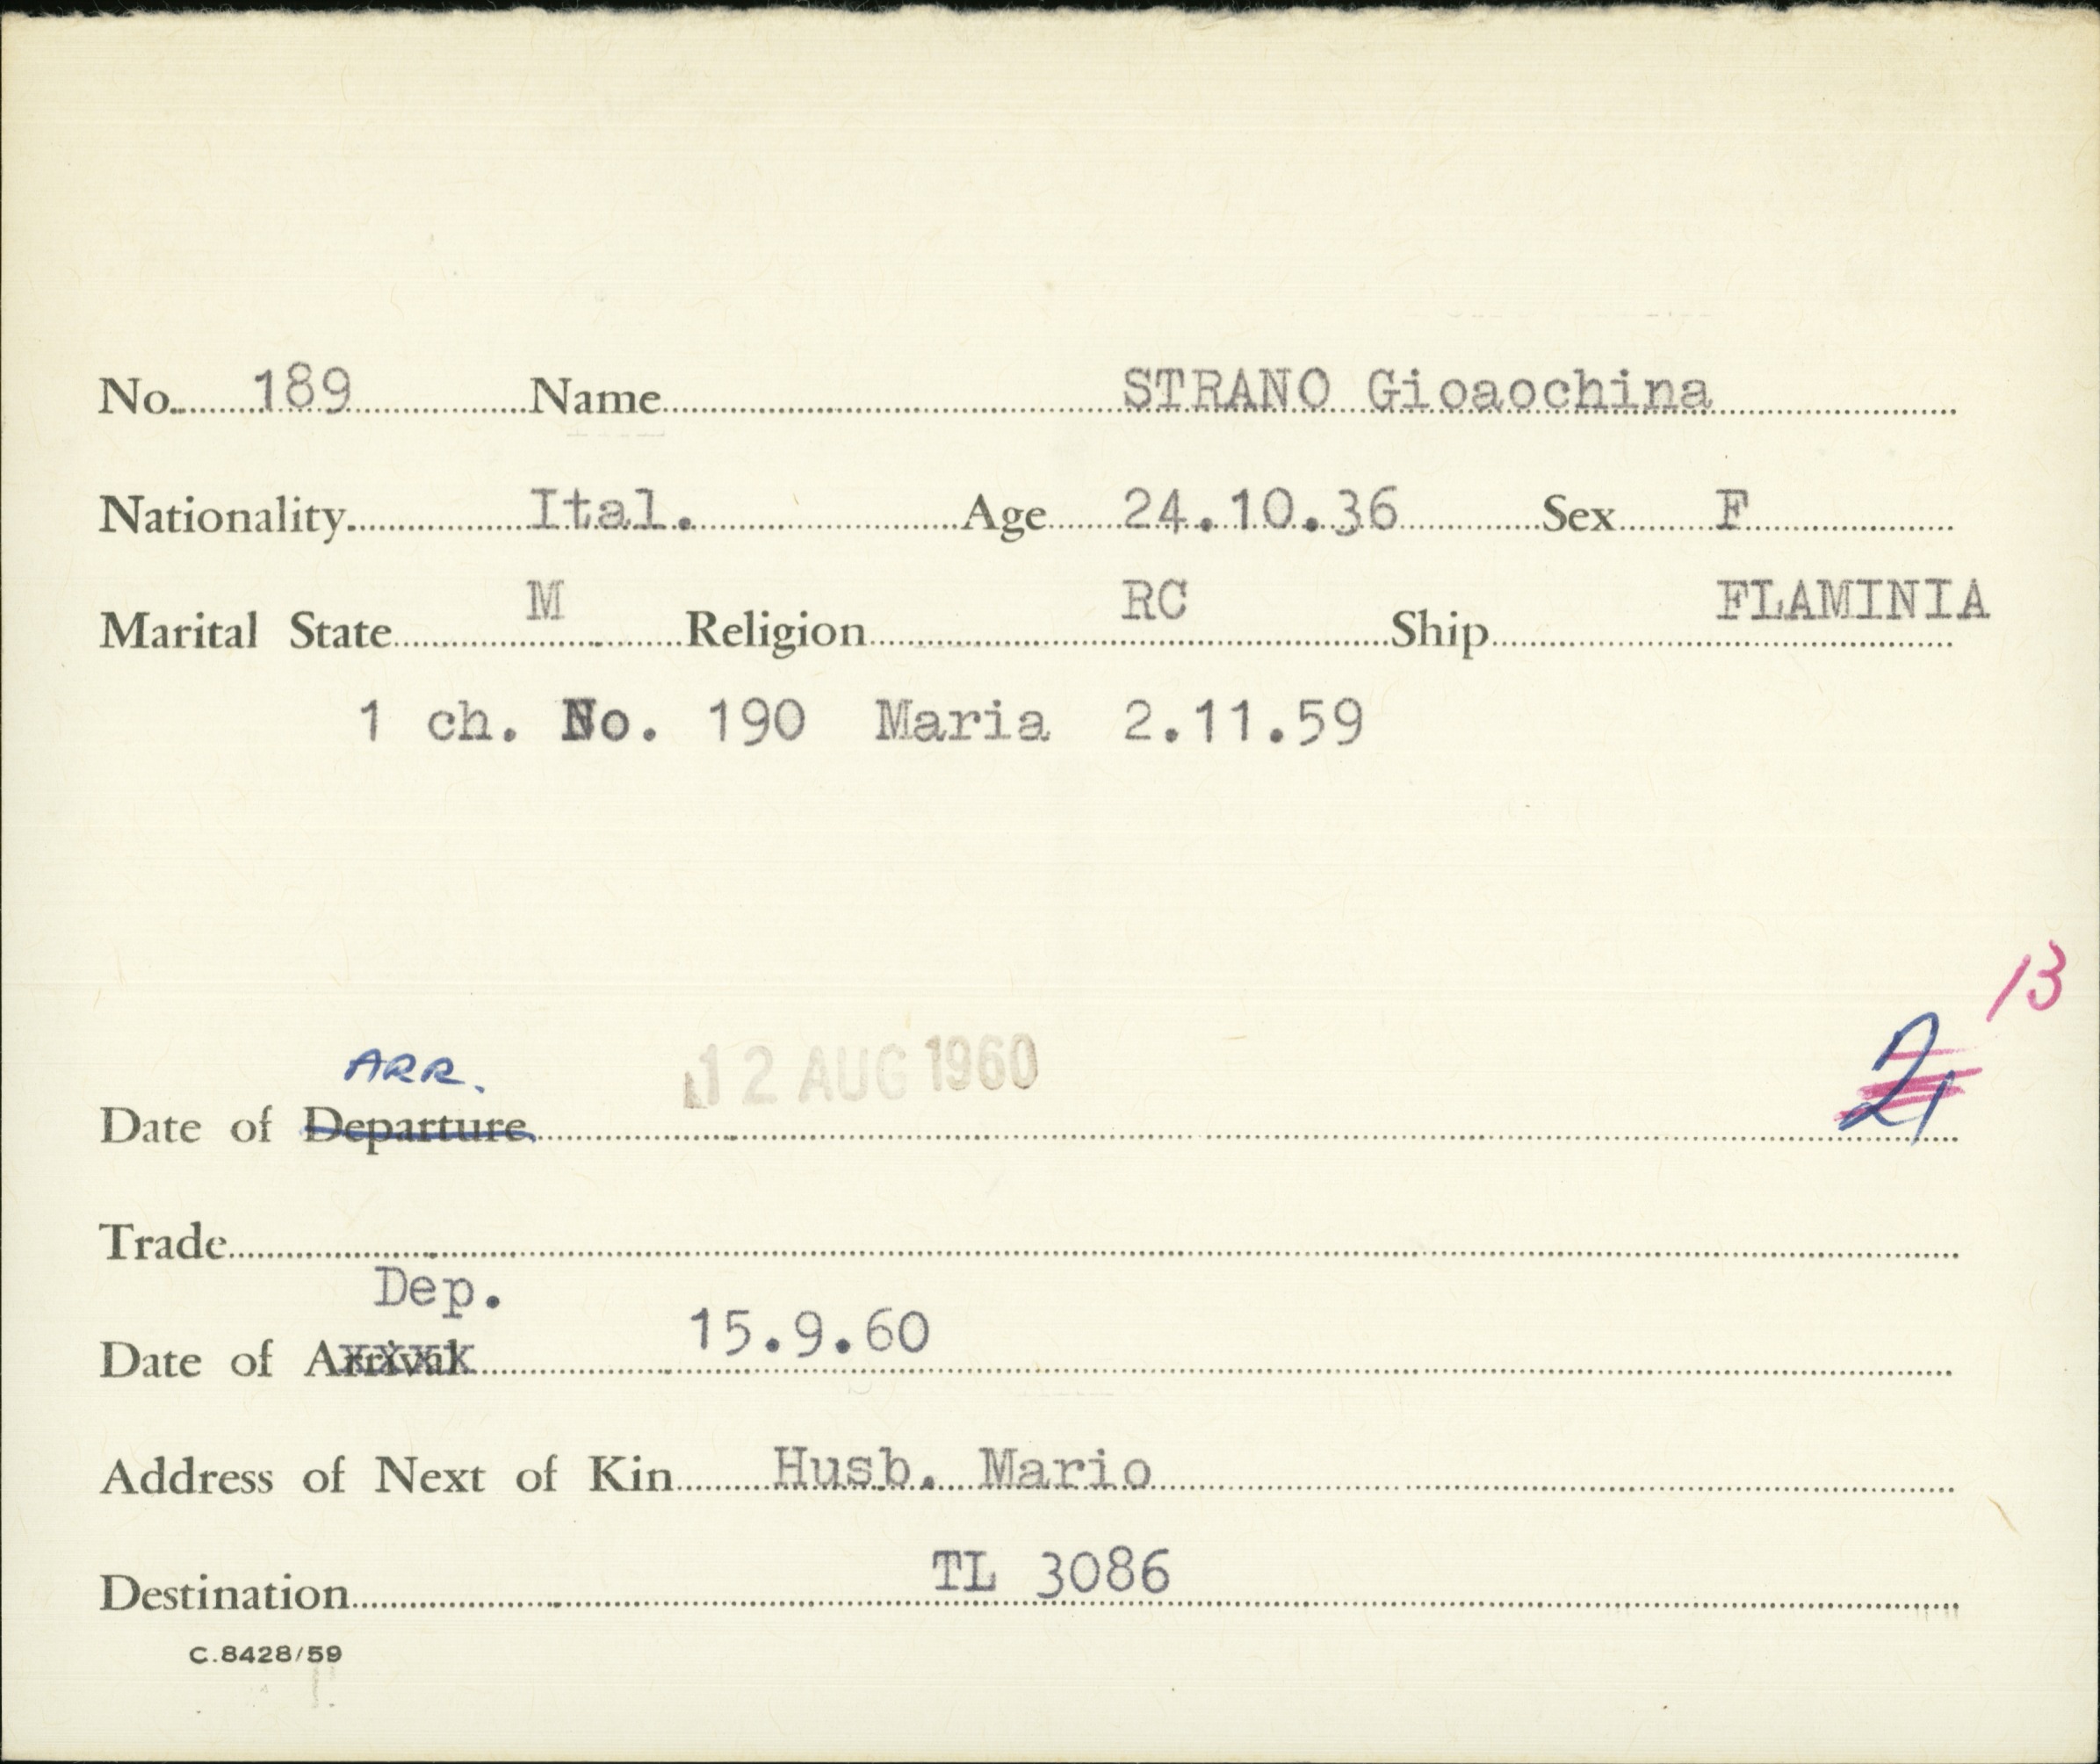 No. 189 Name STRANO Gioaochina
Nationality Ital. Age 24.10.36 Sex F
Marital State M Religion RC Ship FLAMINIA
1 ch. No. 190 Maria 2.11.59
13
ARR. 12 AUG 1960 21
Date of Departure
Trade
Dep.
Date of Arrival 15.9.60
Address of Next of Kin Husb. Mario
Destination TL 3086
C.8428/59